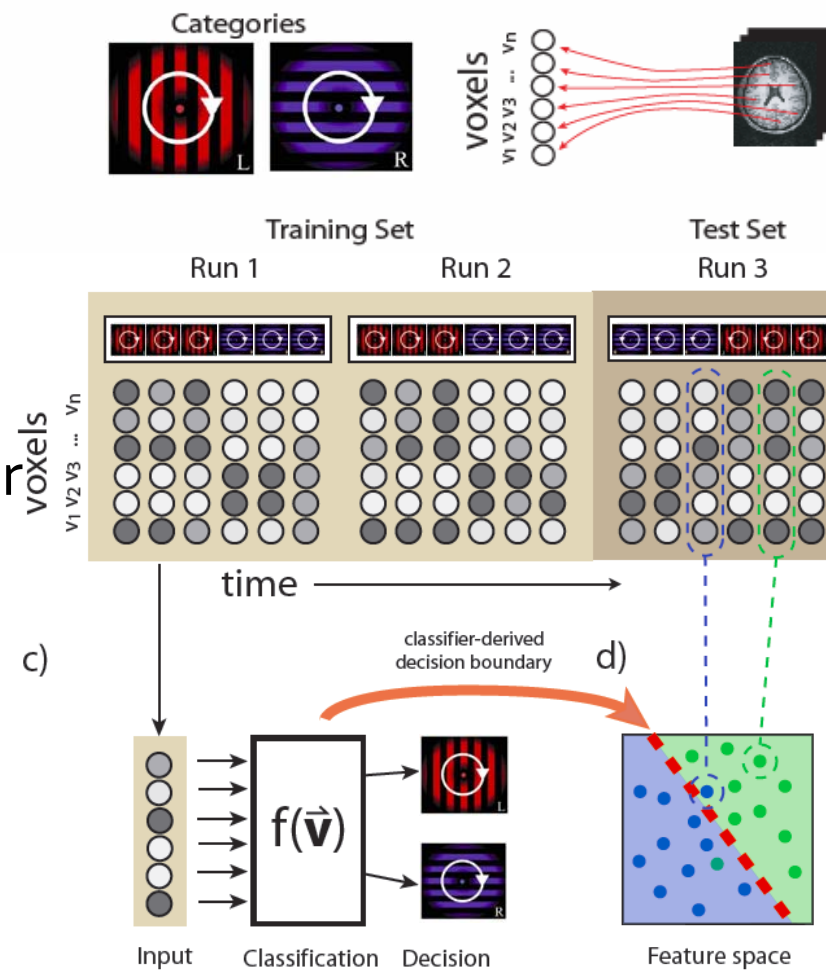 Categories
L
R
voxels
v1 v2 v3 ... vn
Training Set
Test Set
Run 1
Run 2
Run 3
r
voxels
v1 v2 v3 ... vn
time
c)
classifier-derived
decision boundary
d)
f(v⃗)
L
R
Input
Classification
Decision
Feature space